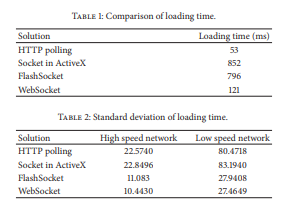 TABLE 1: Comparison of loading time.
Solution Loading time (ms)
HTTP polling 53
Socket in ActiveX 852
FlashSocket 796
WebSocket 121
TABLE 2: Standard deviation of loading time.
Solution High speed network Low speed network
HTTP polling 22.5740 80.4718
Socket in ActiveX 22.8496 83.1940
FlashSocket 11.083 27.9408
WebSocket 10.4430 27.4649